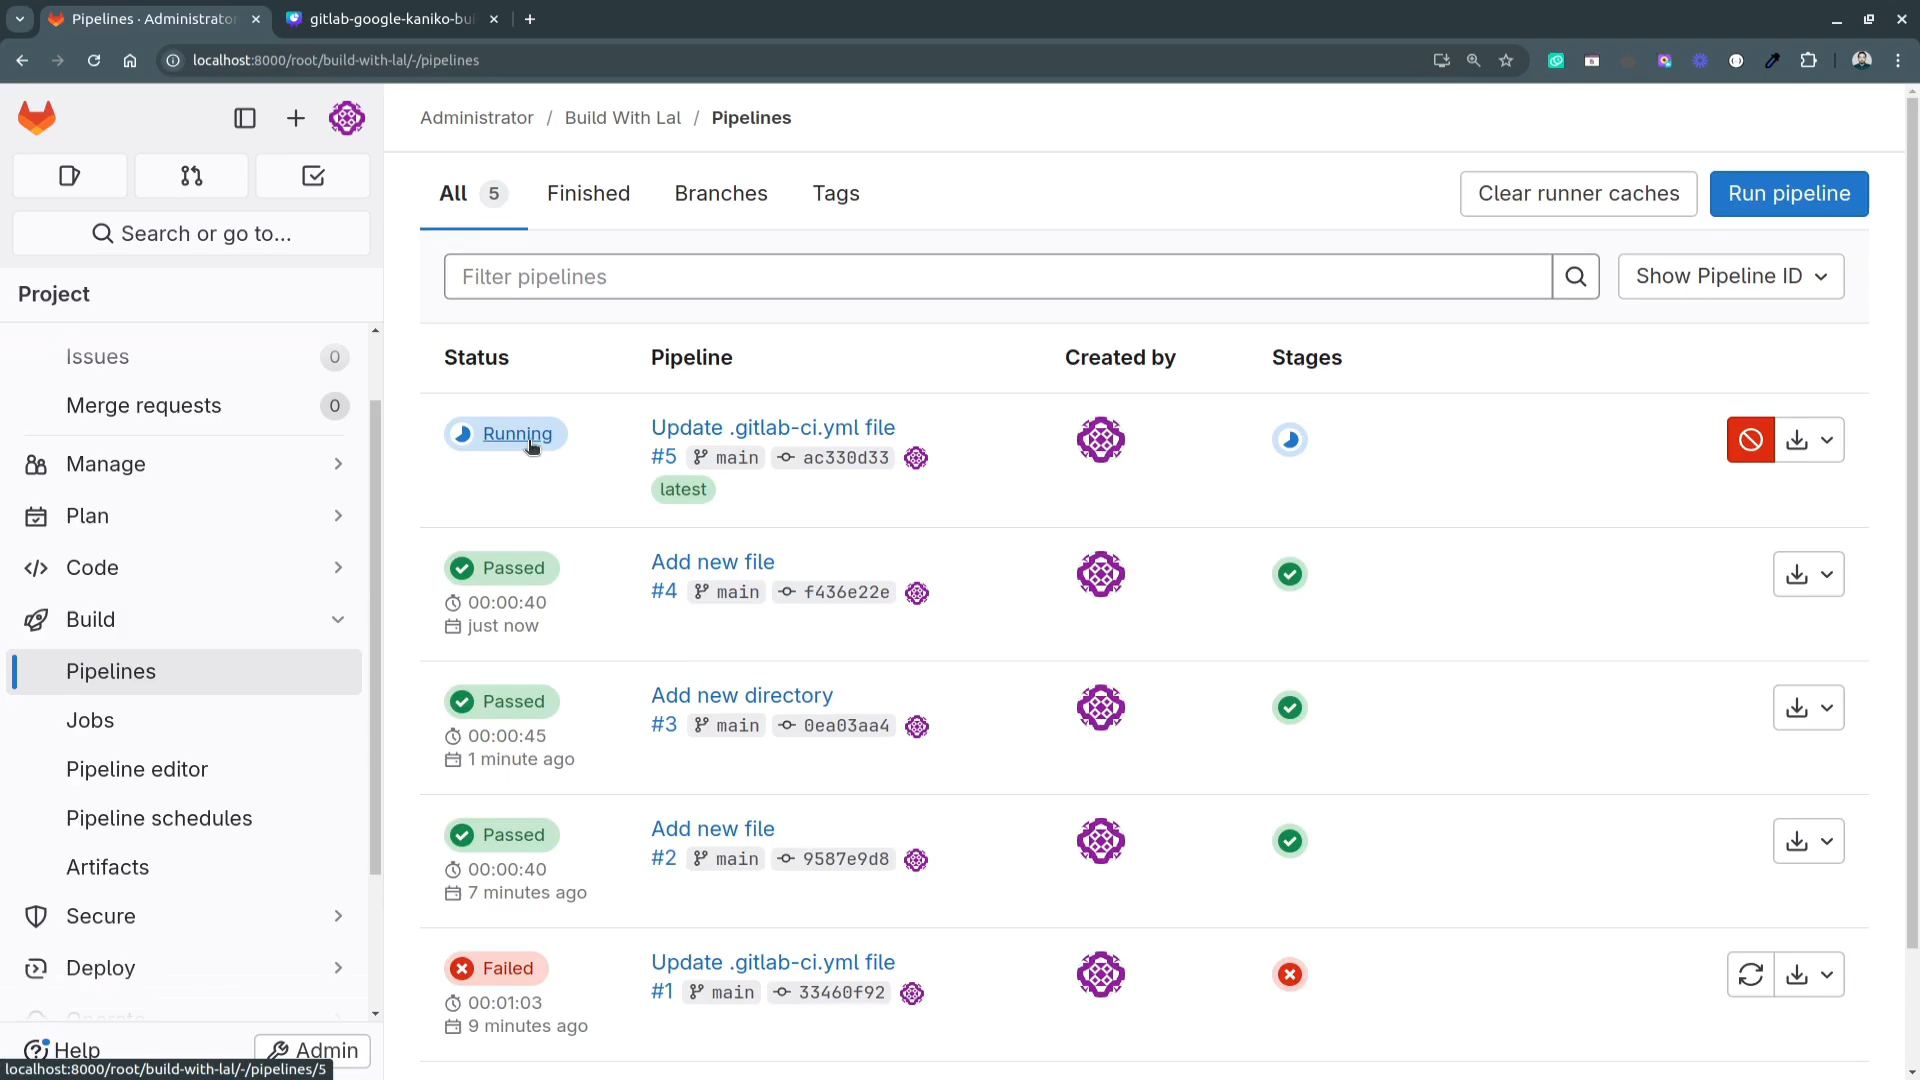 Pipelines · Administrator
gitlab-google-kaniko-bui
localhost:8000/root/build-with-lal/-/pipelines
Search or go to...
Project
Issues 0
Merge requests 0
Manage
Plan
Code
Build
Pipelines
Jobs
Pipeline editor
Pipeline schedules
Artifacts
Secure
Deploy
Operate
Help
Admin
localhost:8000/root/build-with-lal/-/pipelines/5
Administrator / Build With Lal / Pipelines
All 5 Finished Branches Tags
Clear runner caches Run pipeline
Filter pipelines
Show Pipeline ID
Status Pipeline Created by Stages
Running
Update .gitlab-ci.yml file
#5 main ac330d33
latest
Passed
00:00:40
just now
Add new file
#4 main f436e22e
Passed
00:00:45
1 minute ago
Add new directory
#3 main 0ea03aa4
Passed
00:00:40
7 minutes ago
Add new file
#2 main 9587e9d8
Failed
00:01:03
9 minutes ago
Update .gitlab-ci.yml file
#1 main 33460f92